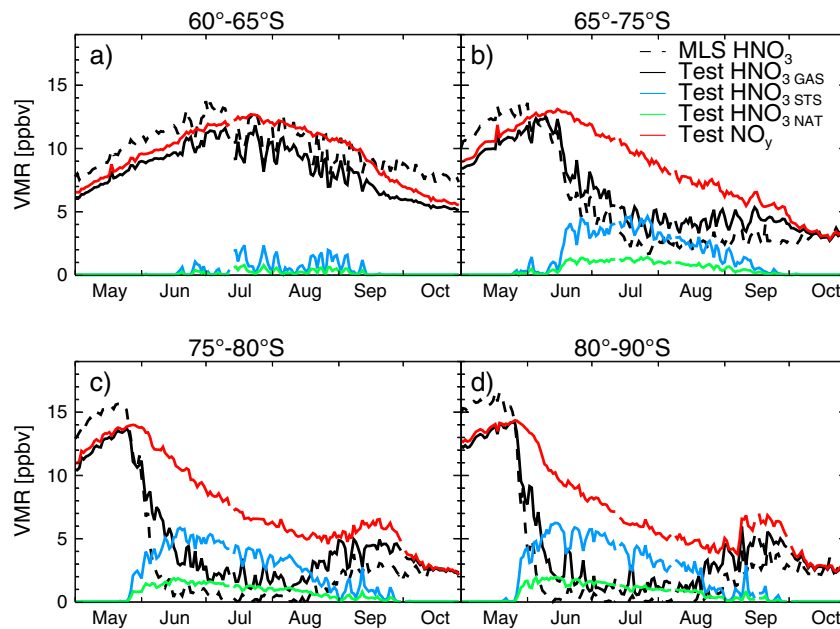 60°-65°S
65°-75°S
a)
b)
MLS HNO3
Test HNO3 GAS
Test HNO3 STS
Test HNO3 NAT
Test NOy
VMR [ppbv]
15
10
5
0
May Jun Jul Aug Sep Oct
May Jun Jul Aug Sep Oct
75°-80°S
80°-90°S
c)
d)
VMR [ppbv]
15
10
5
0
May Jun Jul Aug Sep Oct
May Jun Jul Aug Sep Oct